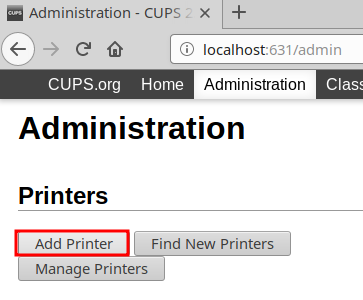 CUPS
Administration - CUPS 2
localhost:631/admin
CUPS.org Home Administration Clas
Administration
Printers
Add Printer Find New Printers
Manage Printers